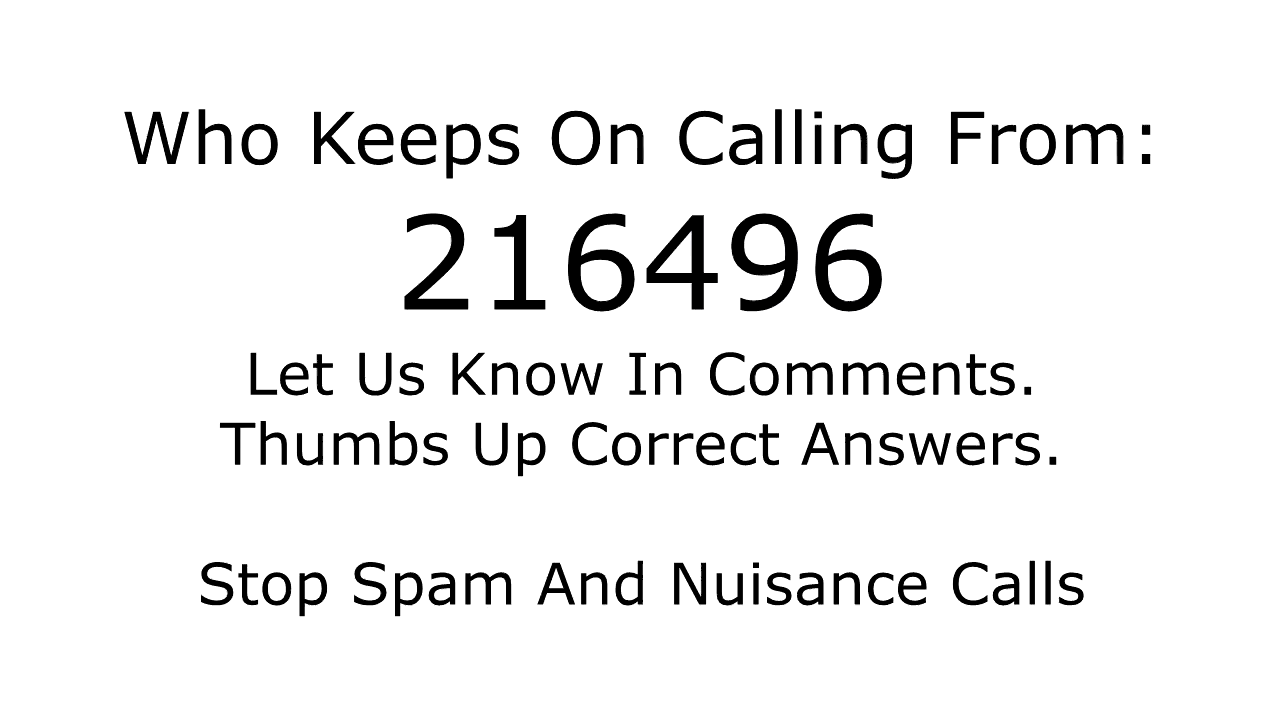 Who Keeps On Calling From:
216496
Let Us Know In Comments.
Thumbs Up Correct Answers.
Stop Spam And Nuisance Calls